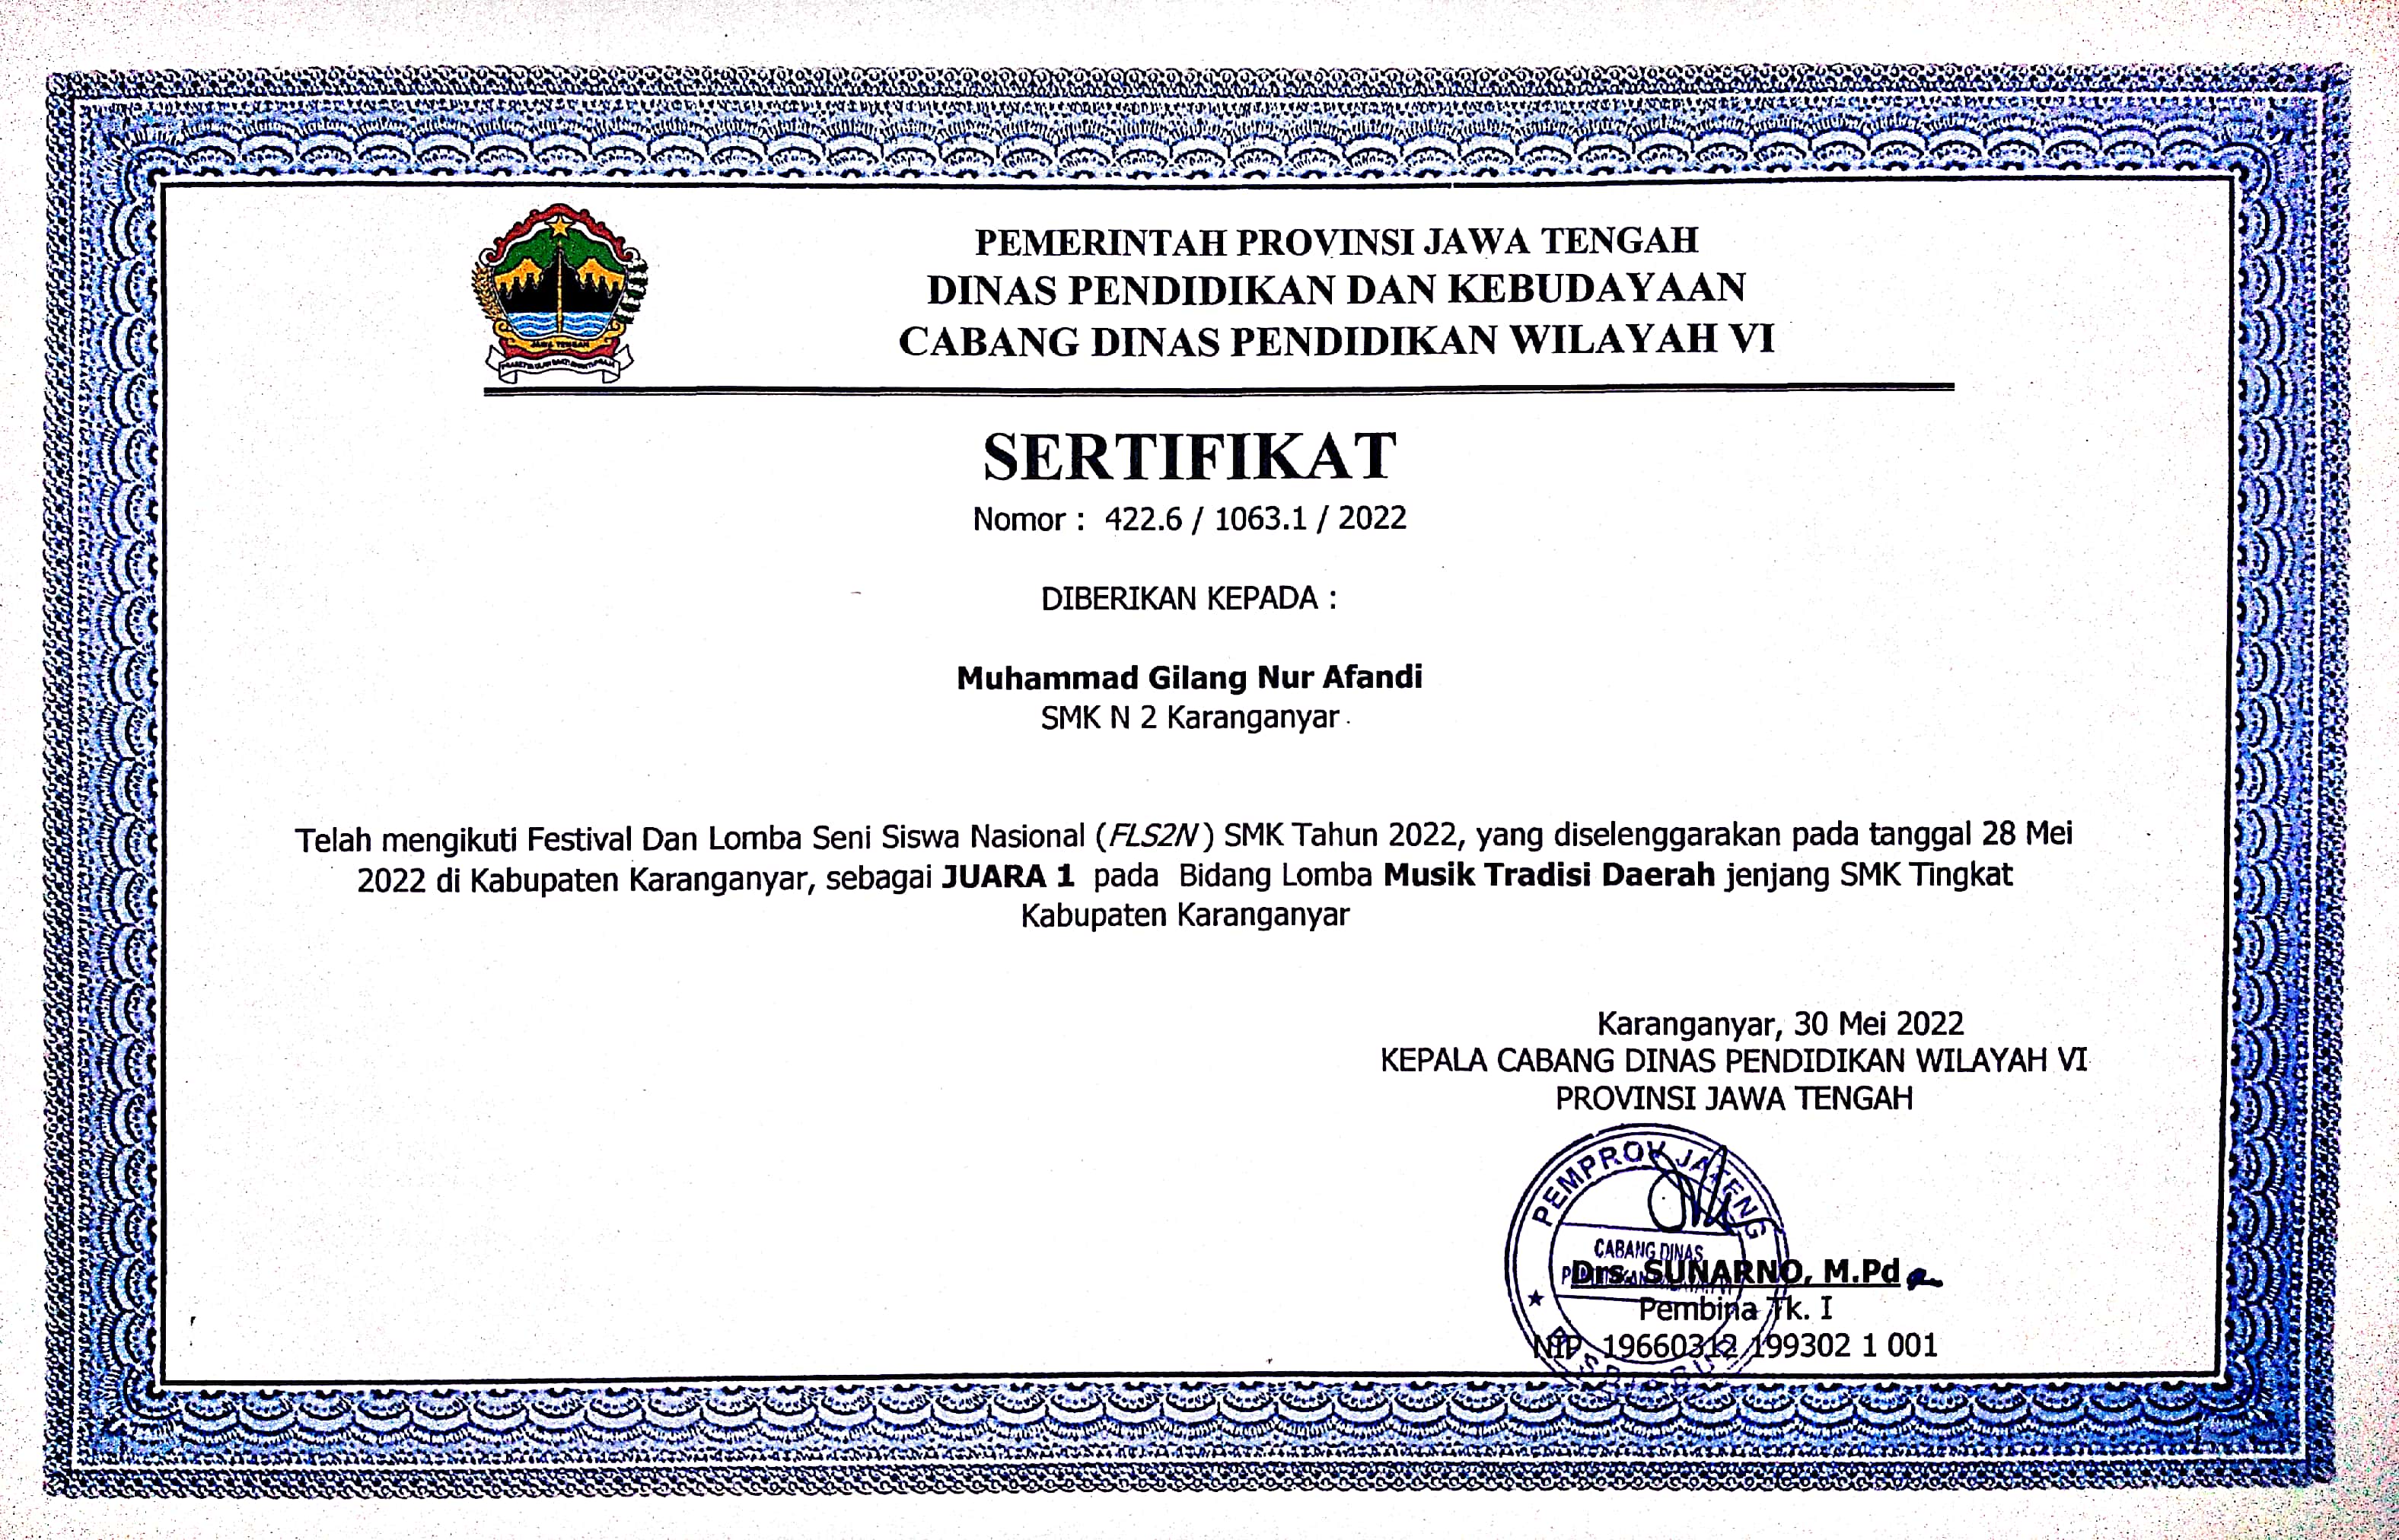 PEMERINTAH PROVINSI JAWA TENGAH
DINAS PENDIDIKAN DAN KEBUDAYAAN
CABANG DINAS PENDIDIKAN WILAYAH VI
JAWA TENGAH
SERTIFIKAT
Nomor : 422.6 / 1063.1 / 2022
DIBERIKAN KEPADA :
Muhammad Gilang Nur Afandi
SMK N 2 Karanganyar
Telah mengikuti Festival Dan Lomba Seni Siswa Nasional (FLS2N) SMK Tahun 2022, yang diselenggarakan pada tanggal 28 Mei
2022 di Kabupaten Karanganyar, sebagai JUARA 1 pada Bidang Lomba Musik Tradisi Daerah jenjang SMK Tingkat
Kabupaten Karanganyar
Karanganyar, 30 Mei 2022
KEPALA CABANG DINAS PENDIDIKAN WILAYAH VI
PROVINSI JAWA TENGAH
PEMPROV JATENG
CABANG DINAS
Drs. SUNARNO, M.Pd
Pembina Tk. I
NIP 19660312 199302 1 001